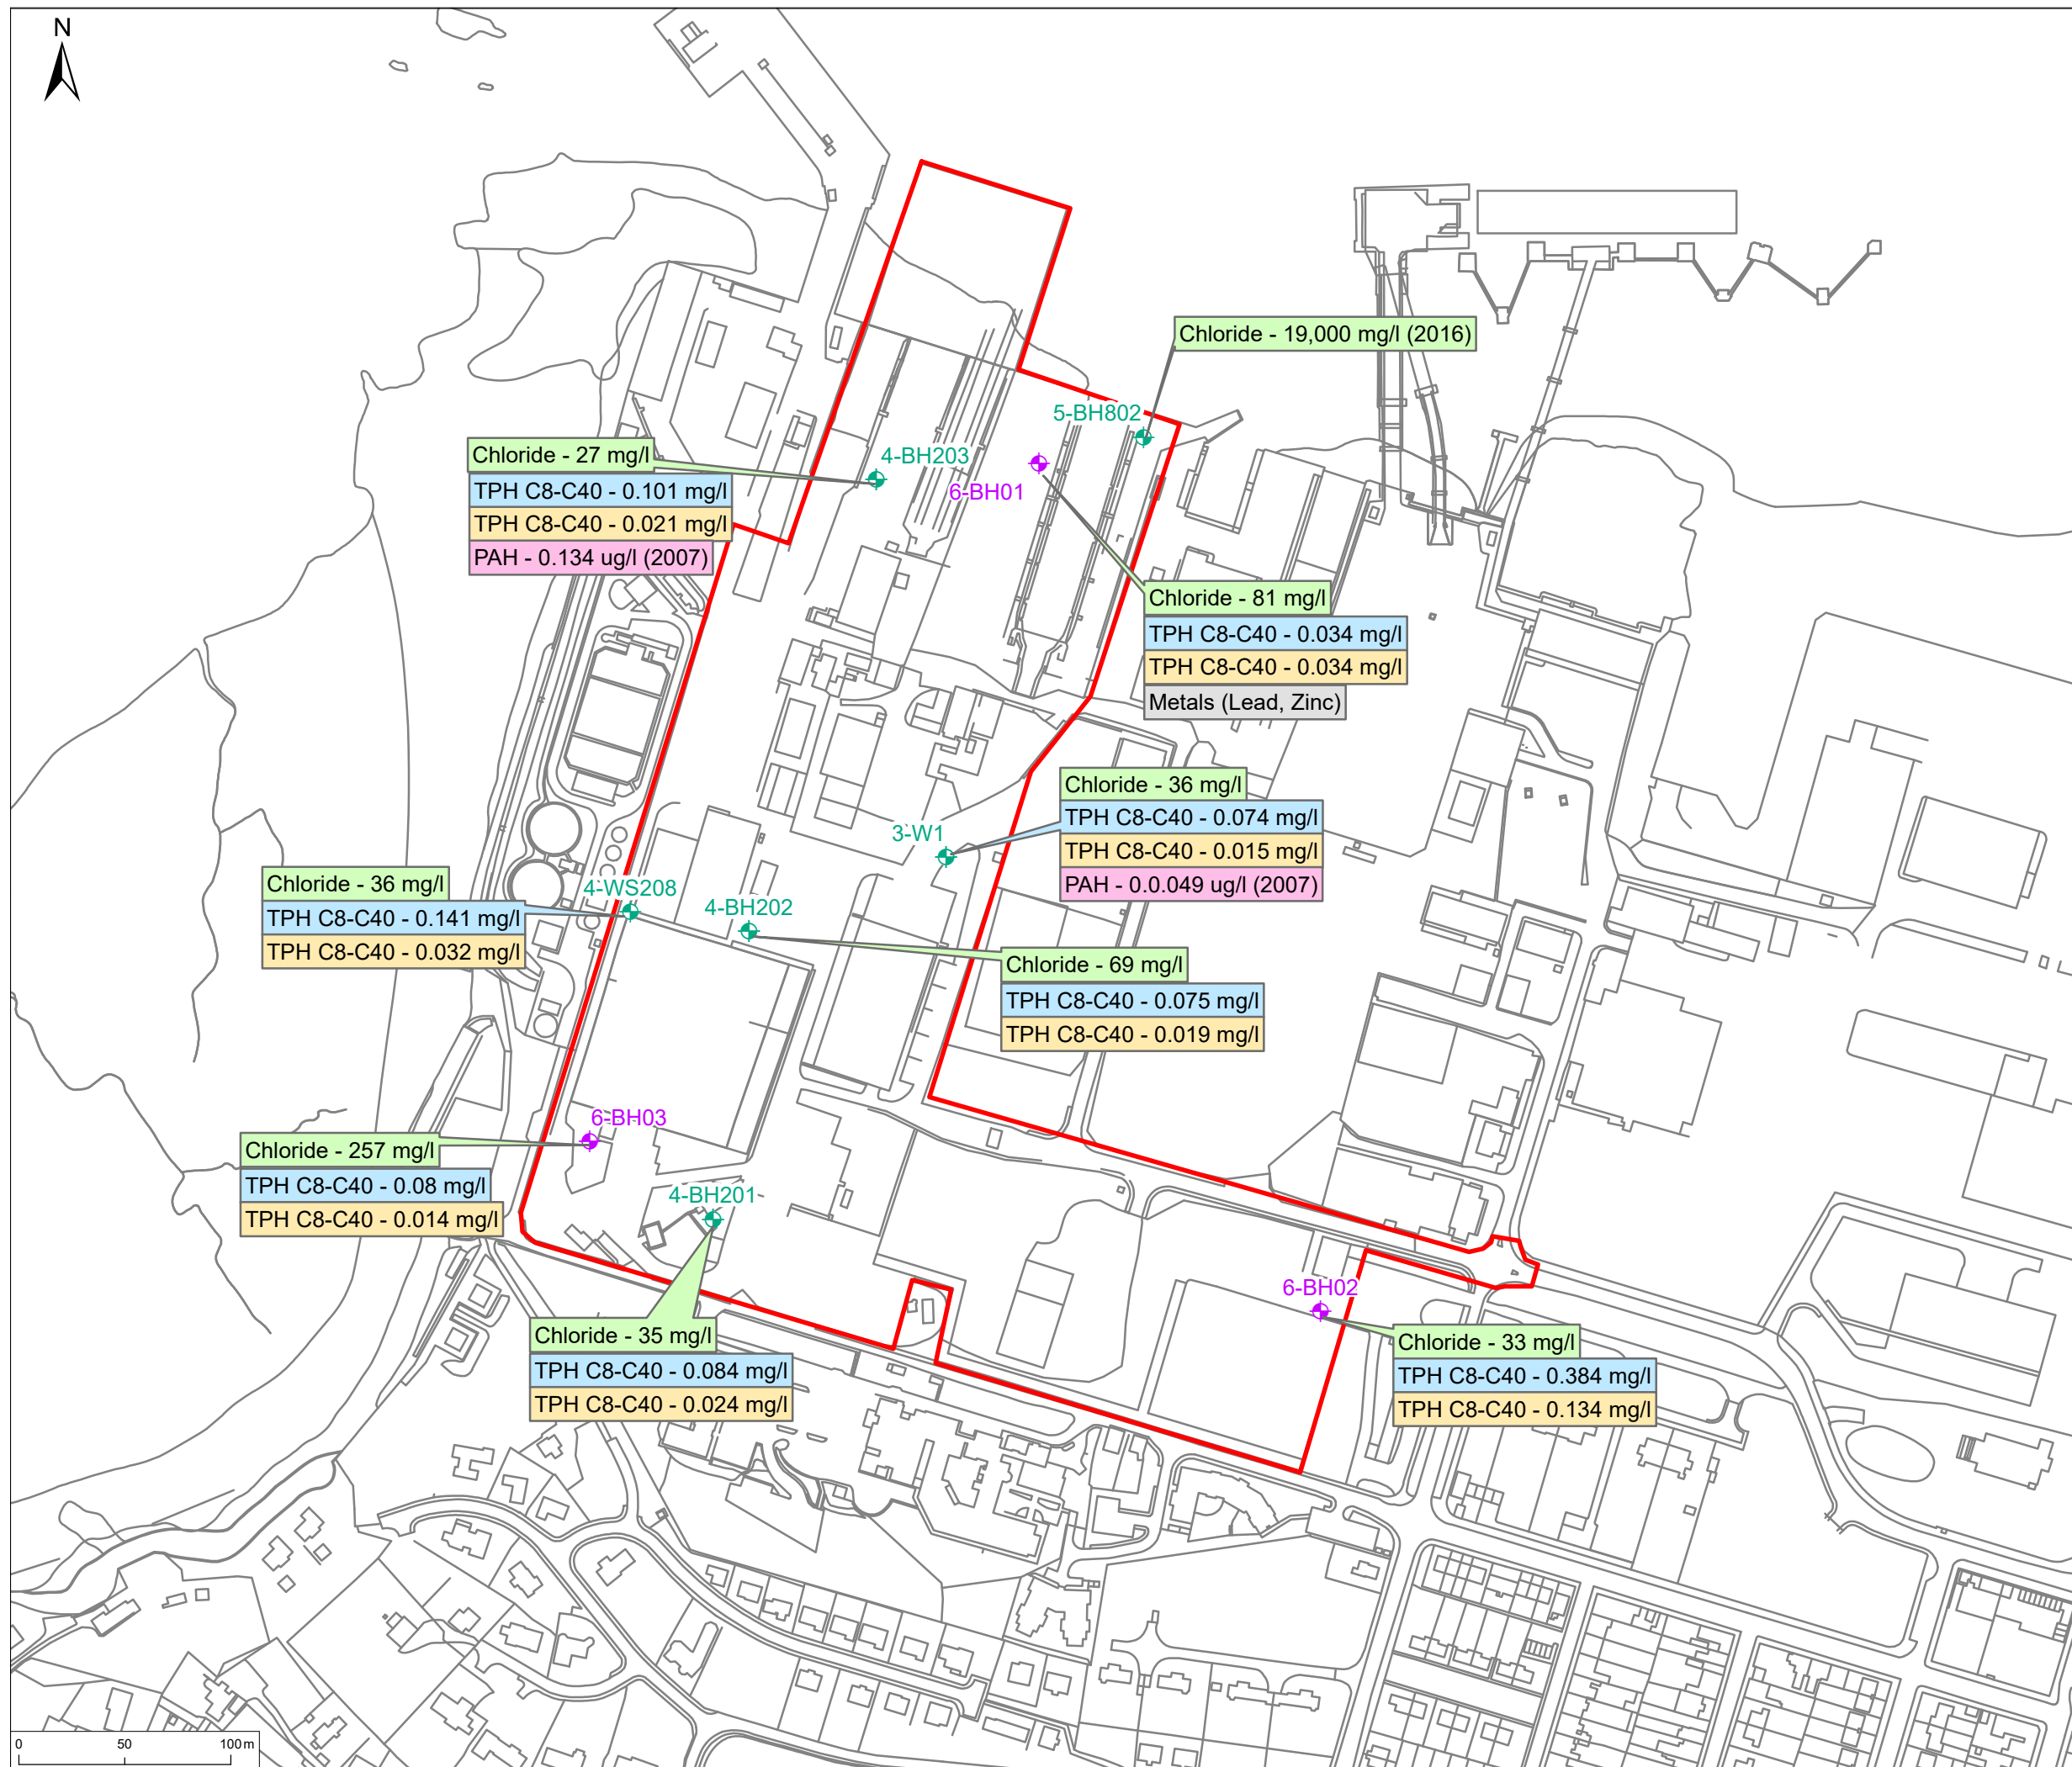 N
Chloride - 19,000 mg/l (2016)
5-BH802
4-BH203
6-BH01
Chloride - 27 mg/l
TPH C8-C40 - 0.101 mg/l
TPH C8-C40 - 0.021 mg/l
PAH - 0.134 ug/l (2007)
Chloride - 81 mg/l
TPH C8-C40 - 0.034 mg/l
TPH C8-C40 - 0.034 mg/l
Metals (Lead, Zinc)
3-W1
Chloride - 36 mg/l
TPH C8-C40 - 0.074 mg/l
TPH C8-C40 - 0.015 mg/l
PAH - 0.0.049 ug/l (2007)
4-WS208
4-BH202
Chloride - 36 mg/l
TPH C8-C40 - 0.141 mg/l
TPH C8-C40 - 0.032 mg/l
Chloride - 69 mg/l
TPH C8-C40 - 0.075 mg/l
TPH C8-C40 - 0.019 mg/l
6-BH03
Chloride - 257 mg/l
TPH C8-C40 - 0.08 mg/l
TPH C8-C40 - 0.014 mg/l
4-BH201
6-BH02
Chloride - 35 mg/l
TPH C8-C40 - 0.084 mg/l
TPH C8-C40 - 0.024 mg/l
Chloride - 33 mg/l
TPH C8-C40 - 0.384 mg/l
TPH C8-C40 - 0.134 mg/l
0 50 100 m